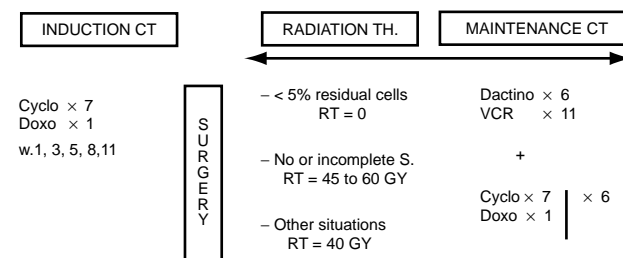 INDUCTION CT
RADIATION TH.
MAINTENANCE CT
Cyclo × 7
Doxo × 1
w.1, 3, 5, 8,11
SURGERY
– < 5% residual cells
RT = 0
– No or incomplete S.
RT = 45 to 60 GY
– Other situations
RT = 40 GY
Dactino × 6
VCR × 11
+
Cyclo × 7 × 6
Doxo × 1